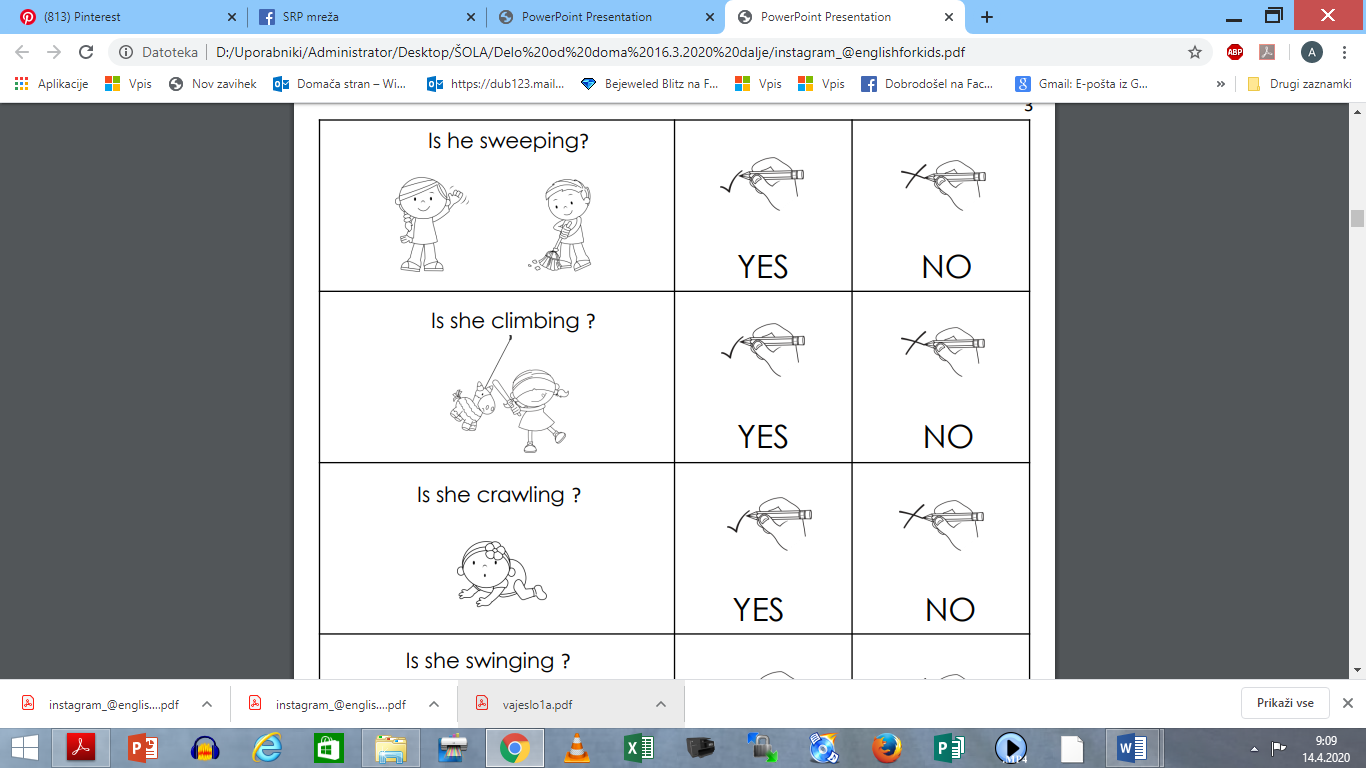 (813) Pinterest
SRP mreža
PowerPoint Presentation
PowerPoint Presentation
Datoteka
D:/Uporabniki/Administrator/Desktop/ŠOLA/Delo%20od%20doma%2016.3.2020%20dalje/instagram_@englishforkids.pdf
ABP
A
Aplikacije
Vpis
Nov zavihek
Domača stran – Wi...
https://dub123.mail...
Bejeweled Blitz na F...
Vpis
Vpis
Dobrodošel na Fac...
Gmail: E-pošta iz G...
»
Drugi zaznamki
3
Is he sweeping?
YES
NO
Is she climbing ?
YES
NO
Is she crawling ?
YES
NO
Is she swinging ?
instagram_@englis....pdf
instagram_@englis....pdf
vajeslo1a.pdf
Prikaži vse
MP4
9:09
14.4.2020